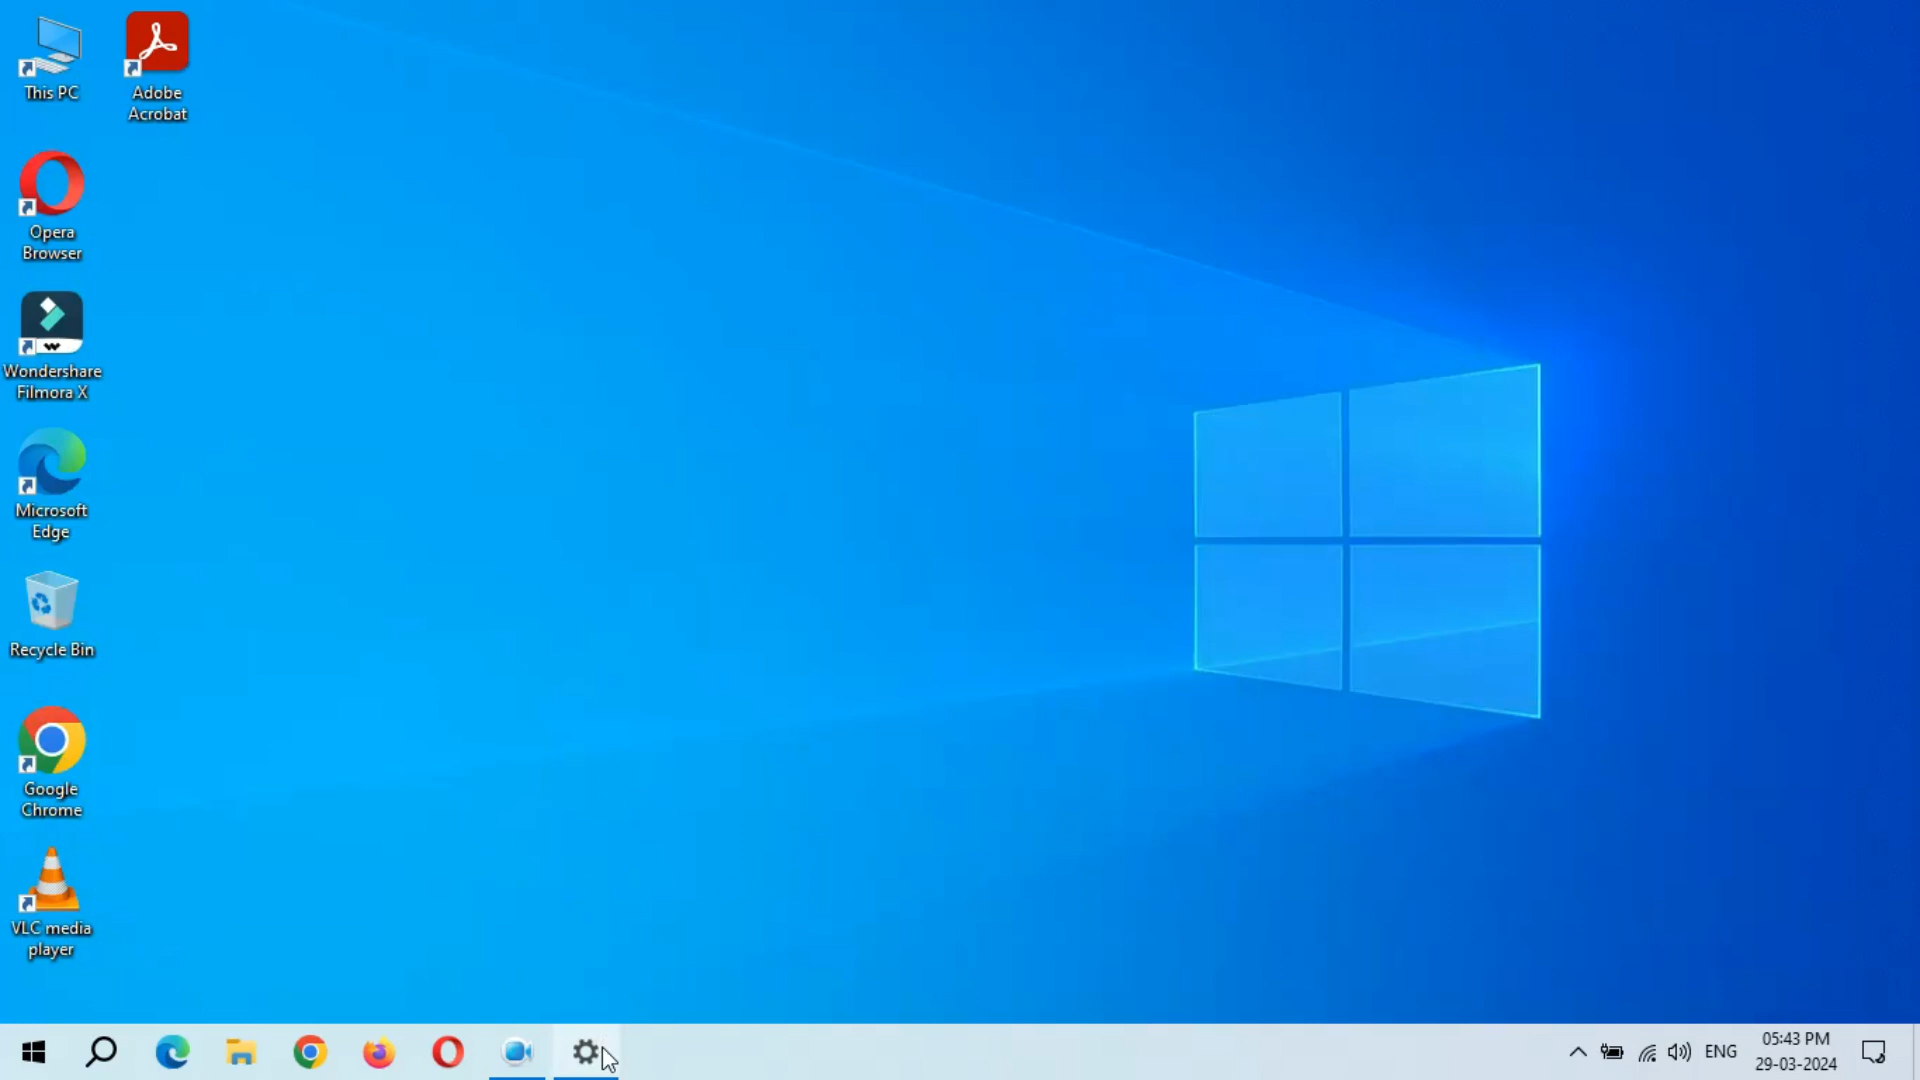 This PC
Adobe
Acrobat
Opera
Browser
Wondershare
Filmora X
Microsoft
Edge
Recycle Bin
Google
Chrome
VLC media
player
ENG
05:43 PM
29-03-2024